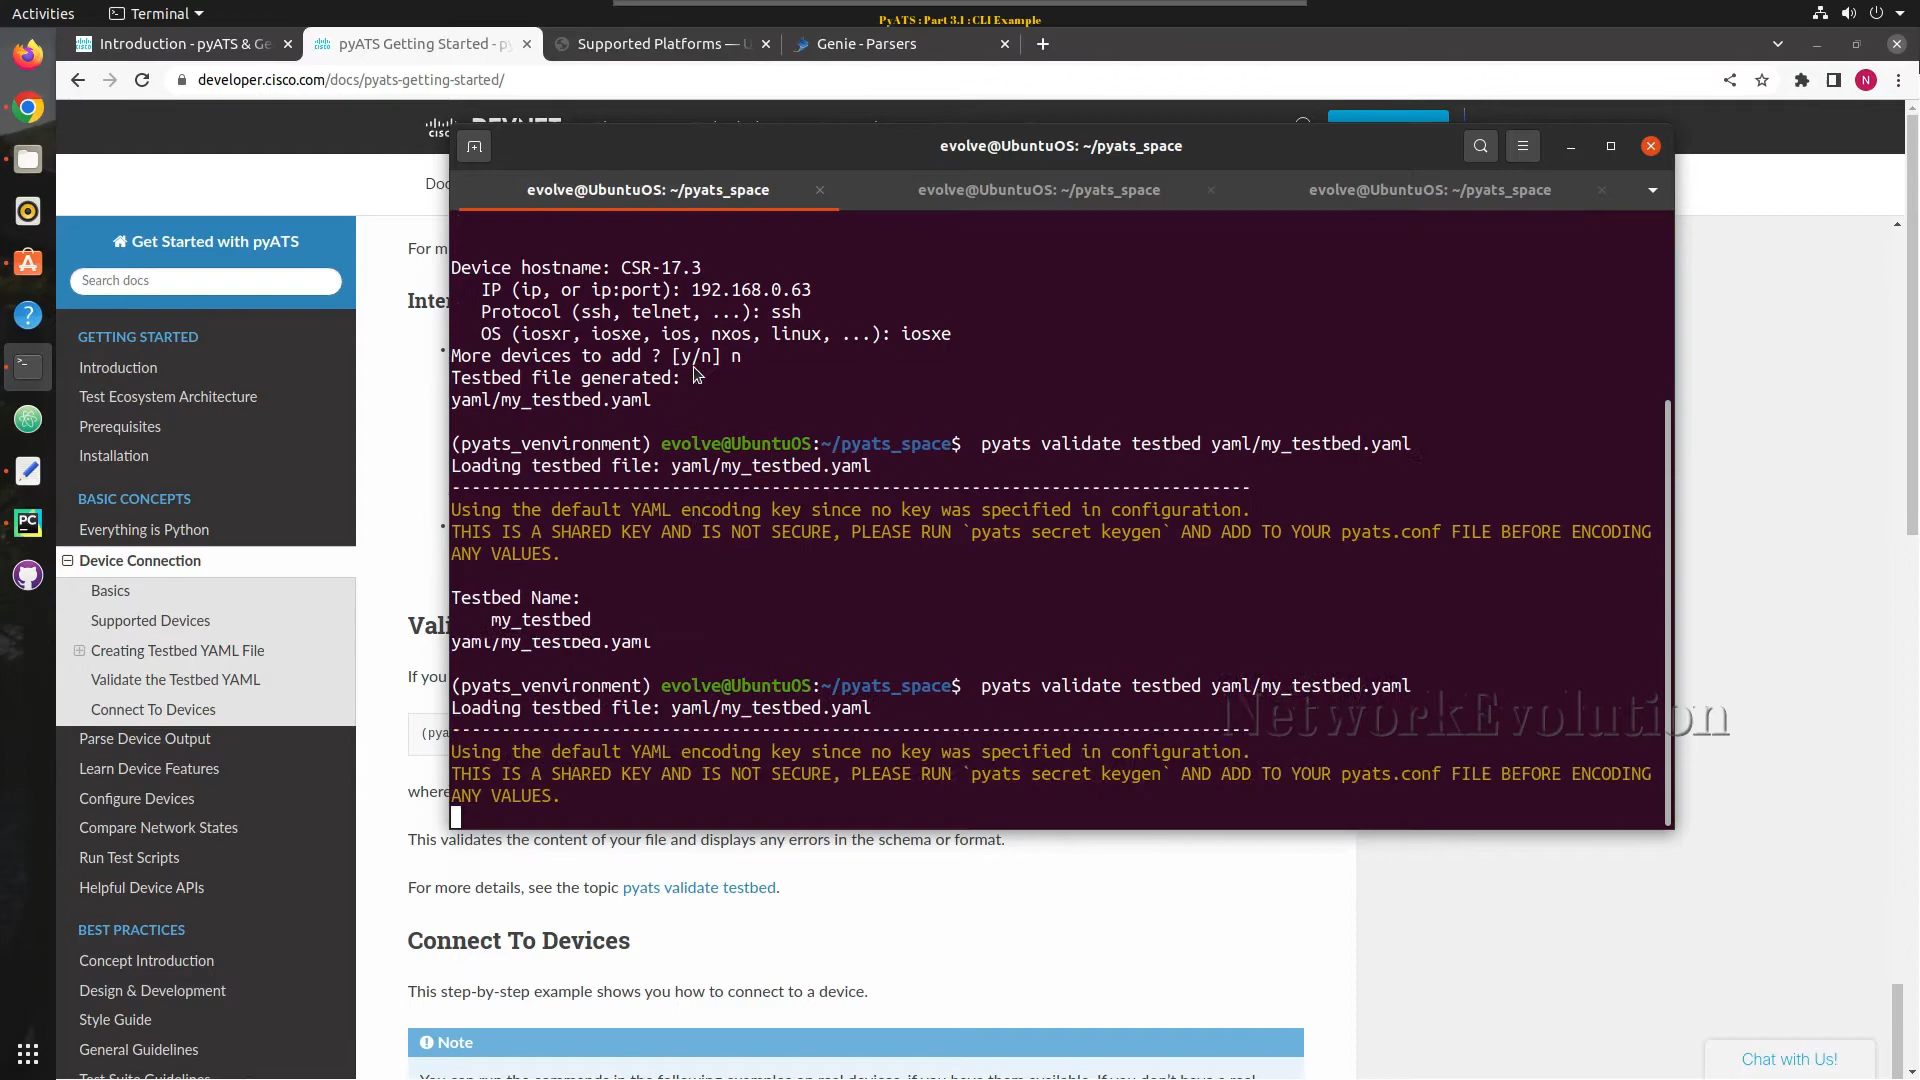 Activities
Terminal
PyATS : Part 3.1 : CLI Example
Introduction - pyATS & Ge
pyATS Getting Started - p
Supported Platforms — U
Genie - Parsers
developer.cisco.com/docs/pyats-getting-started/
N
evolve@UbuntuOS: ~/pyats_space
evolve@UbuntuOS: ~/pyats_space
evolve@UbuntuOS: ~/pyats_space
evolve@UbuntuOS: ~/pyats_space
Doc
Get Started with pyATS
Search docs
GETTING STARTED
Introduction
Test Ecosystem Architecture
Prerequisites
Installation
BASIC CONCEPTS
Everything is Python
Device Connection
Basics
Supported Devices
Creating Testbed YAML File
Validate the Testbed YAML
Connect To Devices
Parse Device Output
Learn Device Features
Configure Devices
Compare Network States
Run Test Scripts
Helpful Device APIs
BEST PRACTICES
Concept Introduction
Design & Development
Style Guide
General Guidelines
For m
Inter
Vali
If you
(pya
where
Device hostname: CSR-17.3
IP (ip, or ip:port): 192.168.0.63
Protocol (ssh, telnet, ...): ssh
OS (iosxr, iosxe, ios, nxos, linux, ...): iosxe
More devices to add ? [y/n] n
Testbed file generated:
yaml/my_testbed.yaml
(pyats_venvironment) evolve@UbuntuOS:~/pyats_space$ pyats validate testbed yaml/my_testbed.yaml
Loading testbed file: yaml/my_testbed.yaml
--------------------------------------------------------------------------------
Using the default YAML encoding key since no key was specified in configuration.
THIS IS A SHARED KEY AND IS NOT SECURE, PLEASE RUN `pyats secret keygen` AND ADD TO YOUR pyats.conf FILE BEFORE ENCODING
ANY VALUES.
Testbed Name:
my_testbed
yaml/my_testbed.yaml
(pyats_venvironment) evolve@UbuntuOS:~/pyats_space$ pyats validate testbed yaml/my_testbed.yaml
Loading testbed file: yaml/my_testbed.yaml
--------------------------------------------------------------------------------
Using the default YAML encoding key since no key was specified in configuration.
THIS IS A SHARED KEY AND IS NOT SECURE, PLEASE RUN `pyats secret keygen` AND ADD TO YOUR pyats.conf FILE BEFORE ENCODING
ANY VALUES.
NetworkEvolution
This validates the content of your file and displays any errors in the schema or format.
For more details, see the topic pyats validate testbed.
Connect To Devices
This step-by-step example shows you how to connect to a device.
Note
Chat with Us!